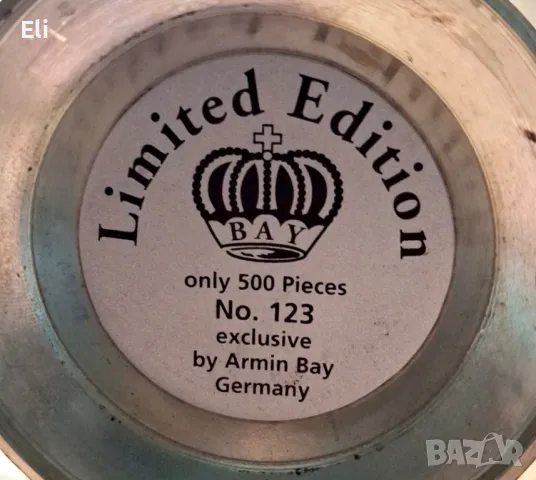 Eli
Limited Edition
BAY
only 500 Pieces
No. 123
exclusive
by Armin Bay
Germany
BAZAR